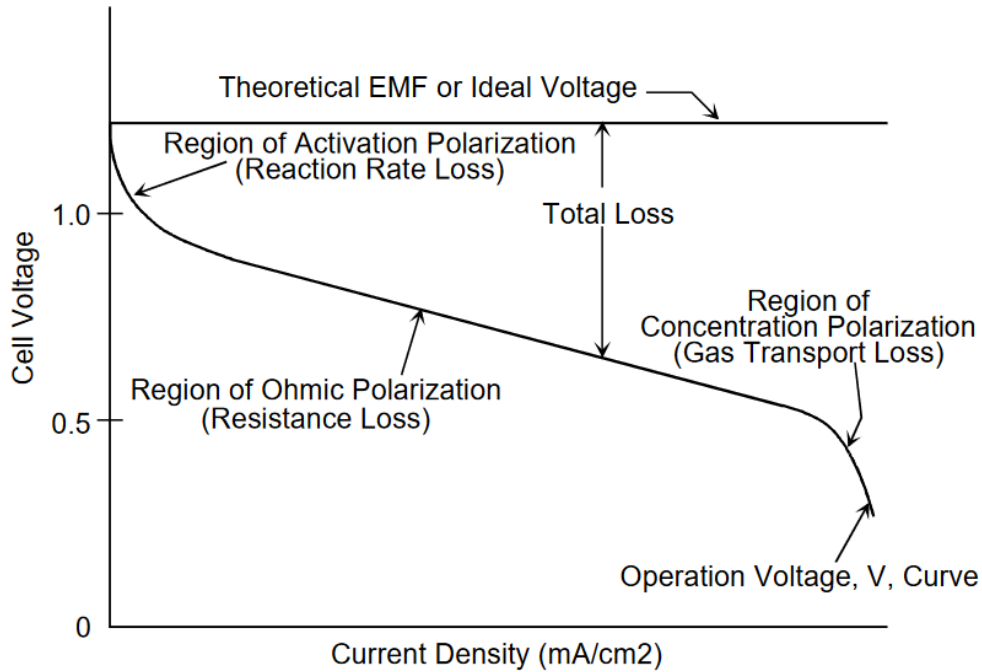 Theoretical EMF or Ideal Voltage
Region of Activation Polarization
(Reaction Rate Loss)
1.0
Total Loss
Cell Voltage
Region of
Concentration Polarization
(Gas Transport Loss)
Region of Ohmic Polarization
(Resistance Loss)
0.5
Operation Voltage, V, Curve
0
Current Density (mA/cm2)